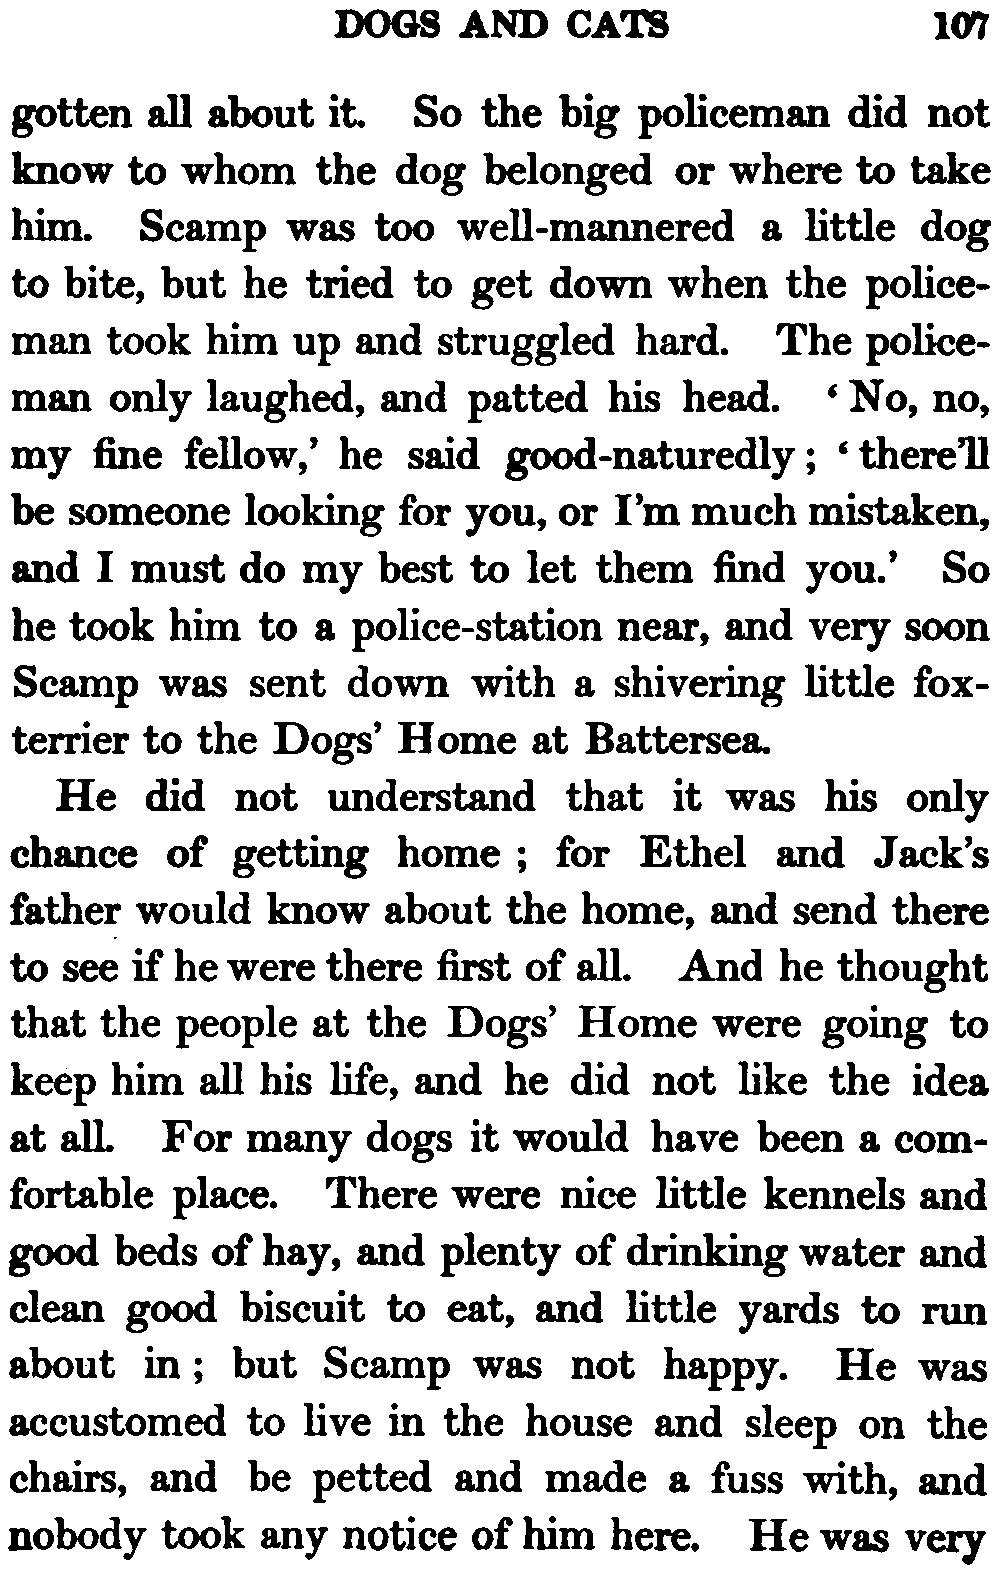 DOGS AND CATS 107
gotten all about it. So the big policeman did not
know to whom the dog belonged or where to take
him. Scamp was too well-mannered a little dog
to bite, but he tried to get down when the police-
man took him up and struggled hard. The police-
man only laughed, and patted his head. ‘No, no,
my fine fellow,’ he said good-naturedly; ‘there’ll
be someone looking for you, or I’m much mistaken,
and I must do my best to let them find you.’ So
he took him to a police-station near, and very soon
Scamp was sent down with a shivering little fox-
terrier to the Dogs’ Home at Battersea.
He did not understand that it was his only
chance of getting home; for Ethel and Jack’s
father would know about the home, and send there
to see if he were there first of all. And he thought
that the people at the Dogs’ Home were going to
keep him all his life, and he did not like the idea
at all. For many dogs it would have been a com-
fortable place. There were nice little kennels and
good beds of hay, and plenty of drinking water and
clean good biscuit to eat, and little yards to run
about in; but Scamp was not happy. He was
accustomed to live in the house and sleep on the
chairs, and be petted and made a fuss with, and
nobody took any notice of him here. He was very